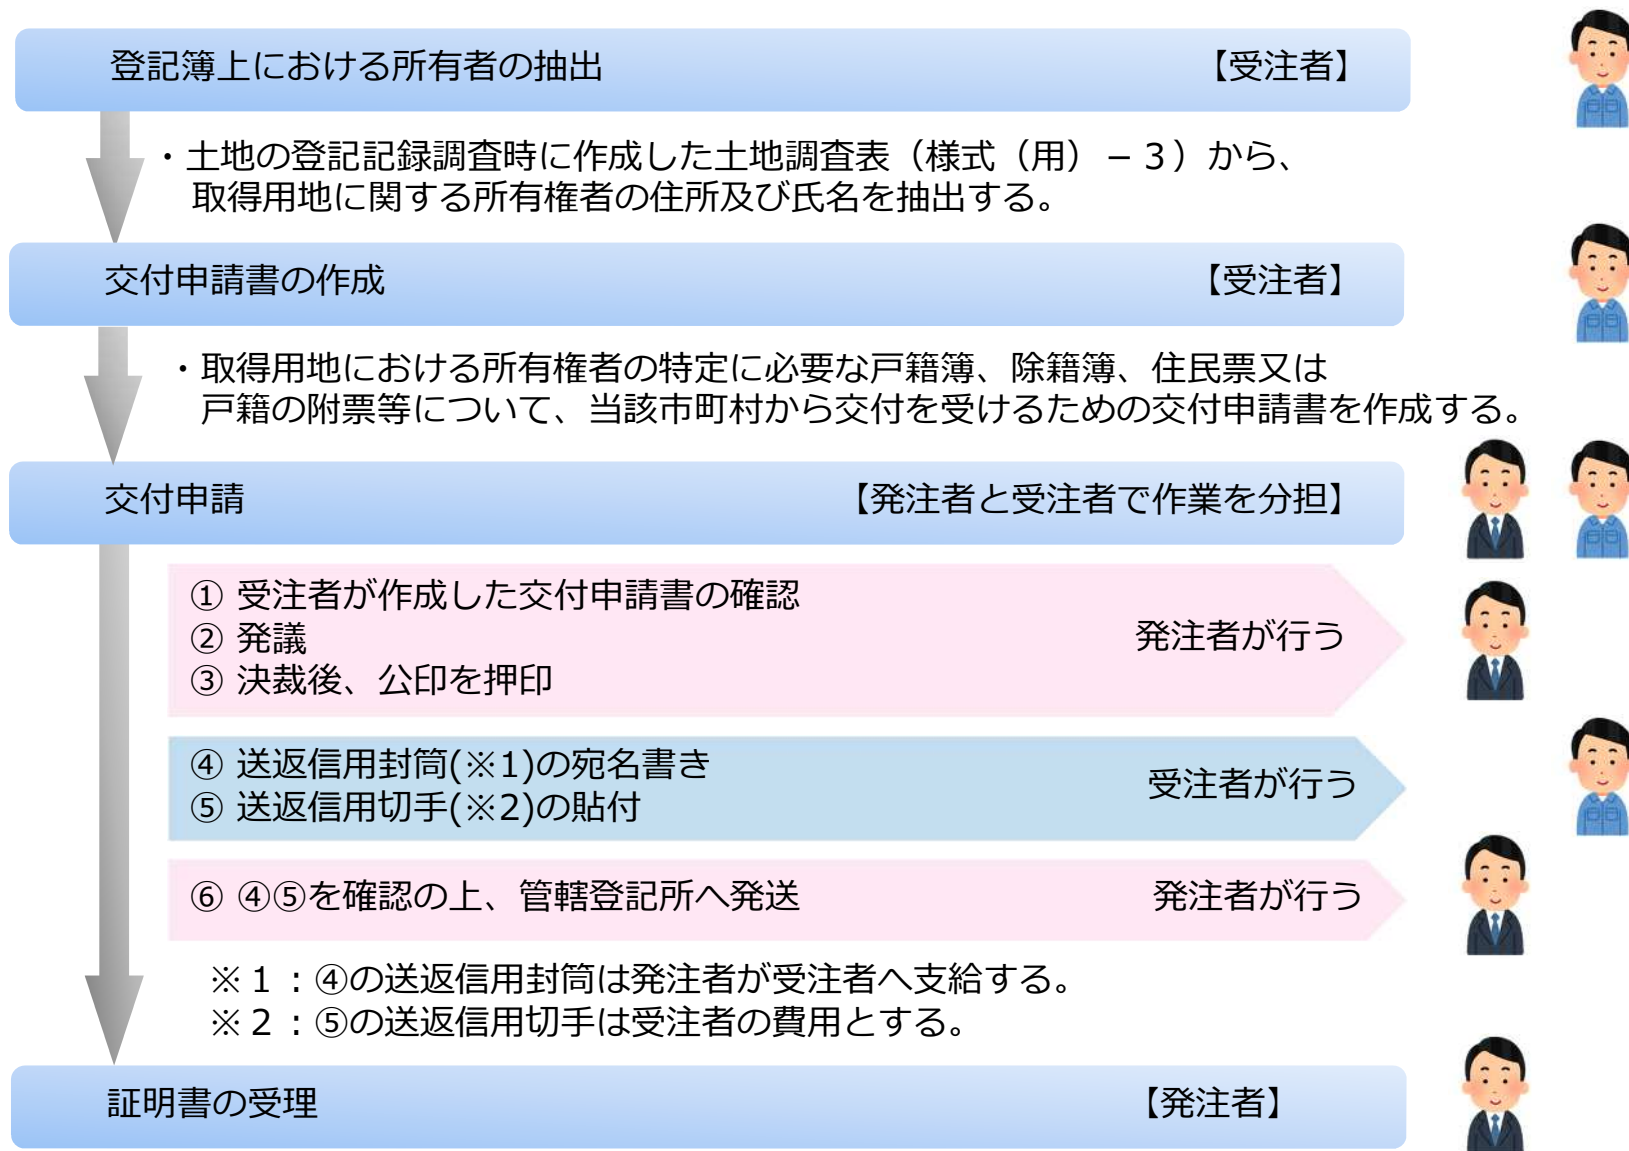 登記簿上における所有者の抽出 【受注者】
・土地の登記記録調査時に作成した土地調査表（様式（用）－３）から、
取得用地に関する所有権者の住所及び氏名を抽出する。
交付申請書の作成 【受注者】
・取得用地における所有権者の特定に必要な戸籍簿、除籍簿、住民票又は
戸籍の附票等について、当該市町村から交付を受けるための交付申請書を作成する。
交付申請 【発注者と受注者で作業を分担】
① 受注者が作成した交付申請書の確認
② 発議
発注者が行う
③ 決裁後、公印を押印
④ 送返信用封筒(※1)の宛名書き
受注者が行う
⑤ 送返信用切手(※2)の貼付
⑥ ④⑤を確認の上、管轄登記所へ発送 発注者が行う
※１：④の送返信用封筒は発注者が受注者へ支給する。
※２：⑤の送返信用切手は受注者の費用とする。
証明書の受理 【発注者】